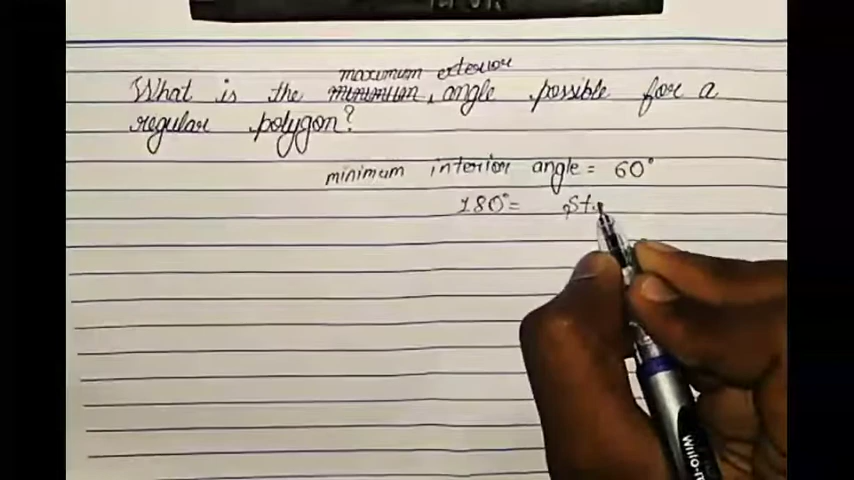 maximum exterior
What is the minimum angle possible for a
regular polygon?
minimum interior angle = 60°
180° = St